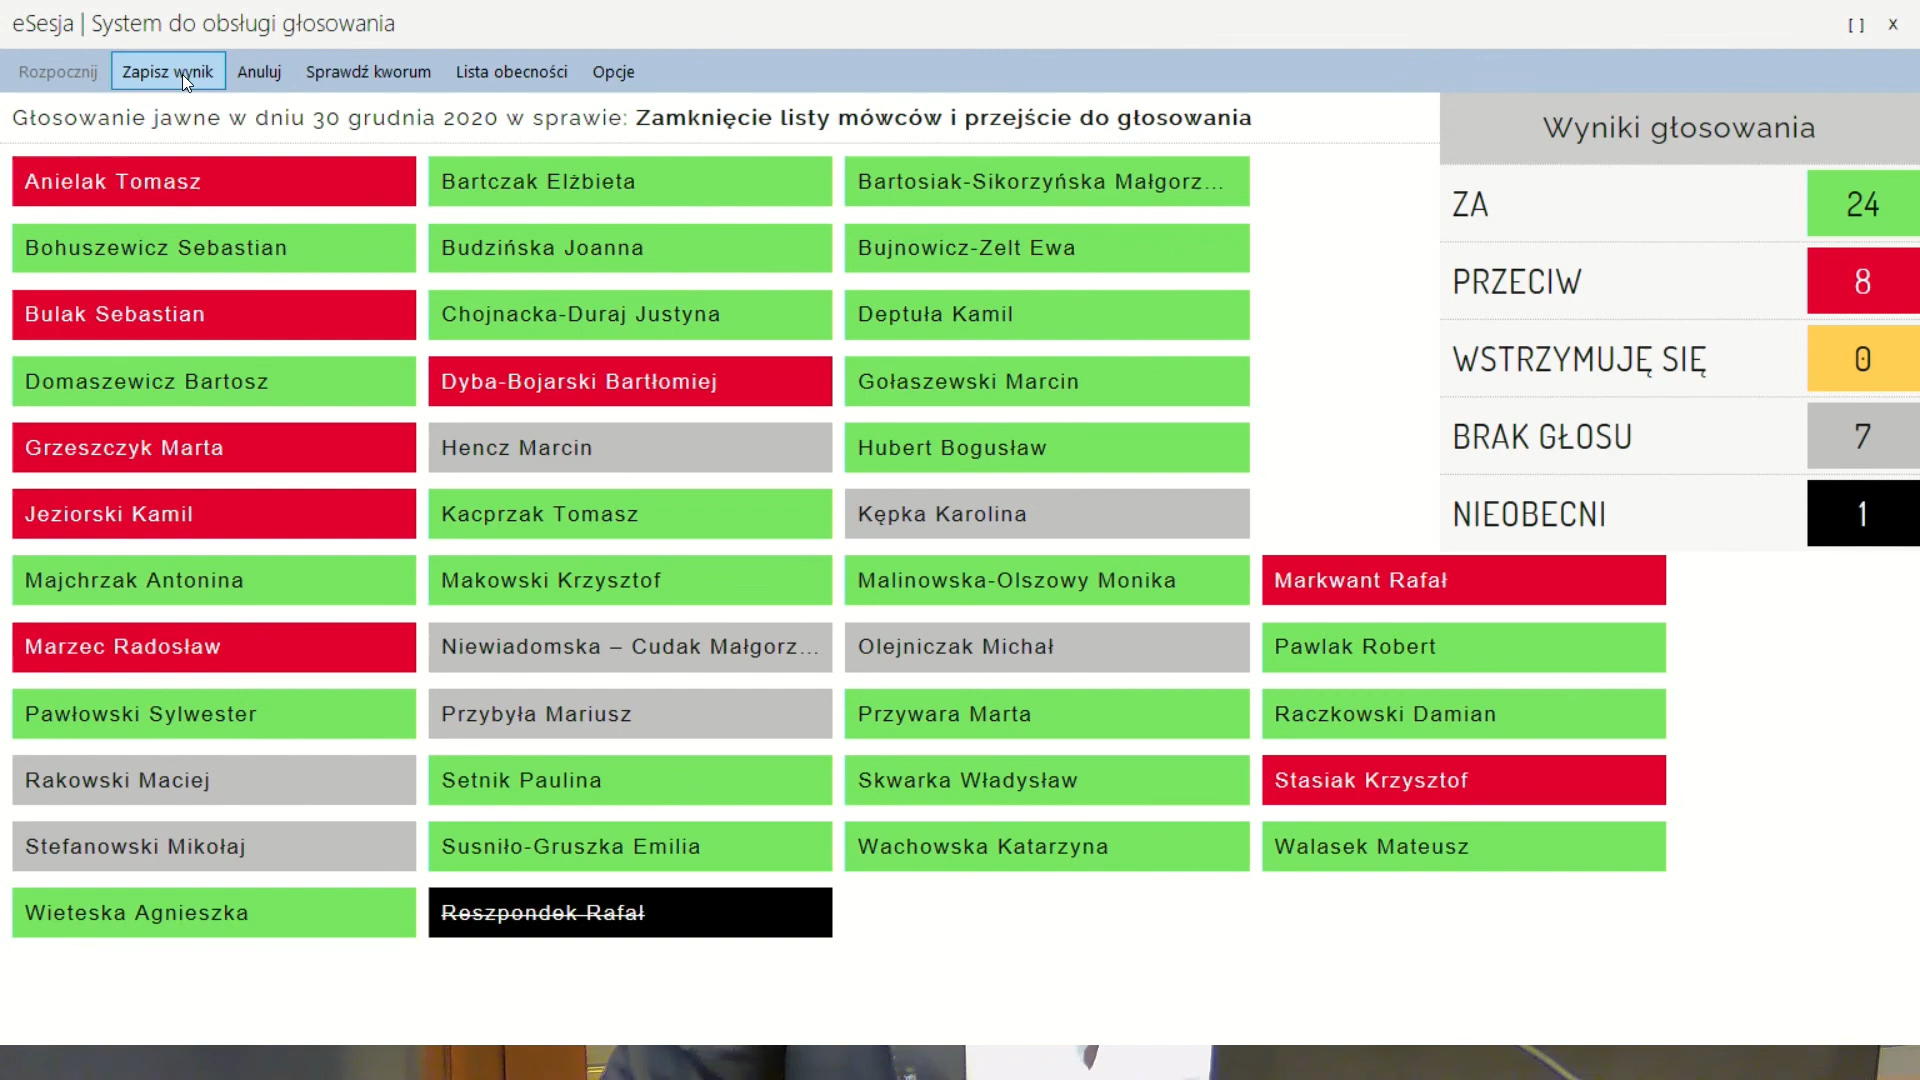 eSesja | System do obsługi głosowania
[ ] X
Rozpocznij Zapisz wynik Anuluj Sprawdź kworum Lista obecności Opcje
Głosowanie jawne w dniu 30 grudnia 2020 w sprawie: Zamknięcie listy mówców i przejście do głosowania
Wyniki głosowania
ZA 24
PRZECIW 8
WSTRZYMUJĘ SIĘ 0
BRAK GŁOSU 7
NIEOBECNI 1
Anielak Tomasz Bartczak Elżbieta Bartosiak-Sikorzyńska Małgorz...
Bohuszewicz Sebastian Budzińska Joanna Bujnowicz-Zelt Ewa
Bulak Sebastian Chojnacka-Duraj Justyna Deptuła Kamil
Domaszewicz Bartosz Dyba-Bojarski Bartłomiej Gołaszewski Marcin
Grzeszczyk Marta Hencz Marcin Hubert Bogusław
Jeziorski Kamil Kacprzak Tomasz Kępka Karolina
Majchrzak Antonina Makowski Krzysztof Malinowska-Olszowy Monika Markwant Rafał
Marzec Radosław Niewiadomska – Cudak Małgorz... Olejniczak Michał Pawlak Robert
Pawłowski Sylwester Przybyła Mariusz Przywara Marta Raczkowski Damian
Rakowski Maciej Setnik Paulina Skwarka Władysław Stasiak Krzysztof
Stefanowski Mikołaj Susniło-Gruszka Emilia Wachowska Katarzyna Walasek Mateusz
Wieteska Agnieszka Reszpondek Rafał